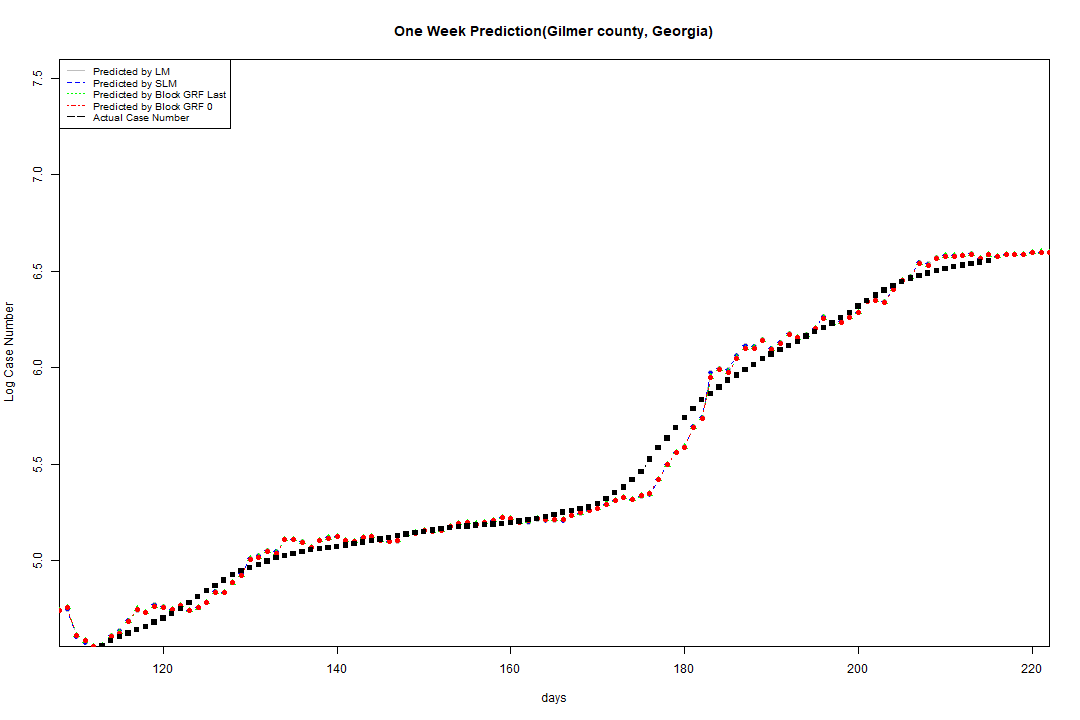 One Week Prediction(Gilmer county, Georgia)
Predicted by LM
Predicted by SLM
Predicted by Block GRF Last
Predicted by Block GRF 0
Actual Case Number
7.5
7.0
6.5
6.0
5.5
5.0
Log Case Number
120 140 160 180 200 220
days